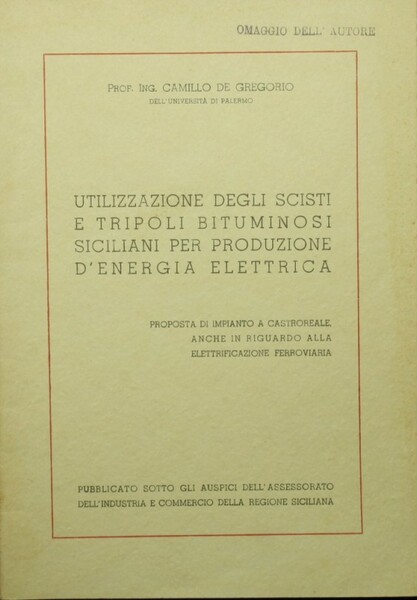 OMAGGIO DELL' AUTORE
PROF. ING. CAMILLO DE GREGORIO
DELL'UNIVERSITÀ DI PALERMO
UTILIZZAZIONE DEGLI SCISTI
E TRIPOLI BITUMINOSI
SICILIANI PER PRODUZIONE
D'ENERGIA ELETTRICA
PROPOSTA DI IMPIANTO A CASTROREALE,
ANCHE IN RIGUARDO ALLA
ELETTRIFICAZIONE FERROVIARIA
PUBBLICATO SOTTO GLI AUSPICI DELL'ASSESSORATO
DELL'INDUSTRIA E COMMERCIO DELLA REGIONE SICILIANA